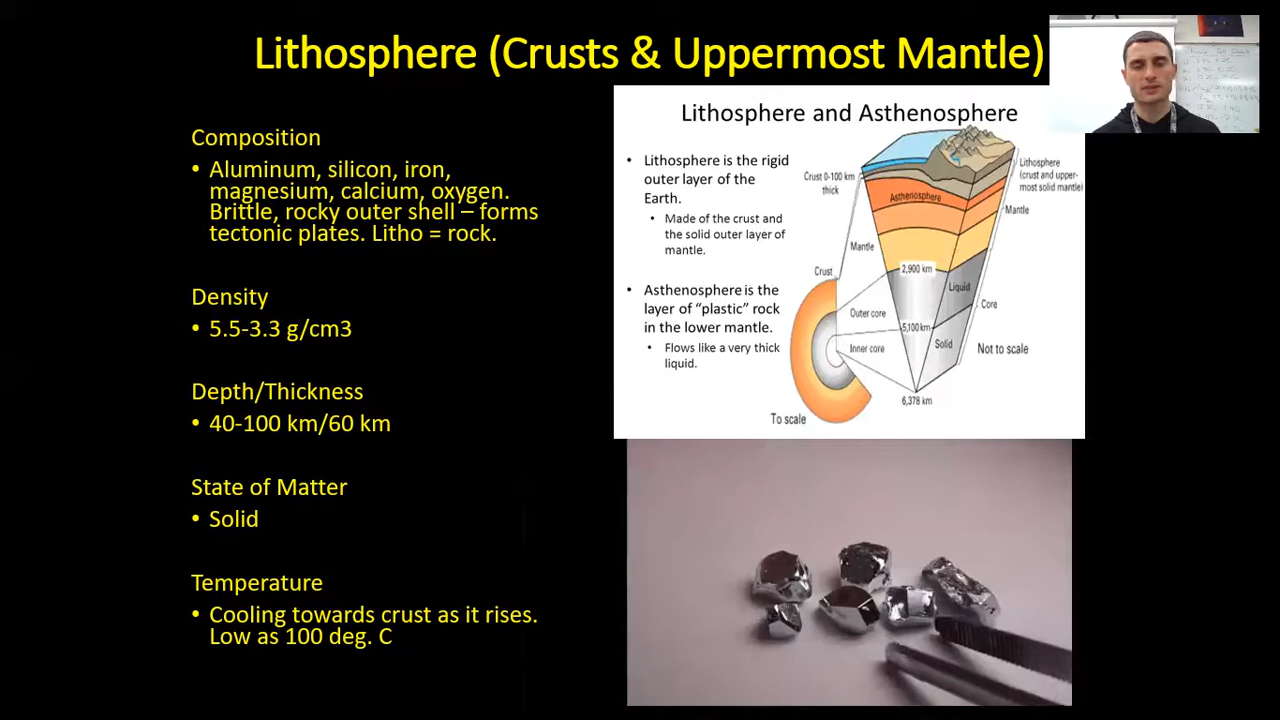 Lithosphere (Crusts & Uppermost Mantle)
Composition
• Aluminum, silicon, iron,
magnesium, calcium, oxygen.
Brittle, rocky outer shell – forms
tectonic plates. Litho = rock.
Density
• 5.5-3.3 g/cm3
Depth/Thickness
• 40-100 km/60 km
State of Matter
• Solid
Temperature
• Cooling towards crust as it rises.
Low as 100 deg. C
Lithosphere and Asthenosphere
• Lithosphere is the rigid
outer layer of the
Earth.
• Made of the crust and
the solid outer layer of
mantle.
• Asthenosphere is the
layer of “plastic” rock
in the lower mantle.
• Flows like a very thick
liquid.
Crust 0-100 km
thick
Lithosphere
(crust and upper-
most solid mantle)
Asthenosphere
Mantle
Mantle
Crust
2,900 km
Liquid
Core
Outer core
5,100 km
Inner core
Solid
Not to scale
6,378 km
To scale